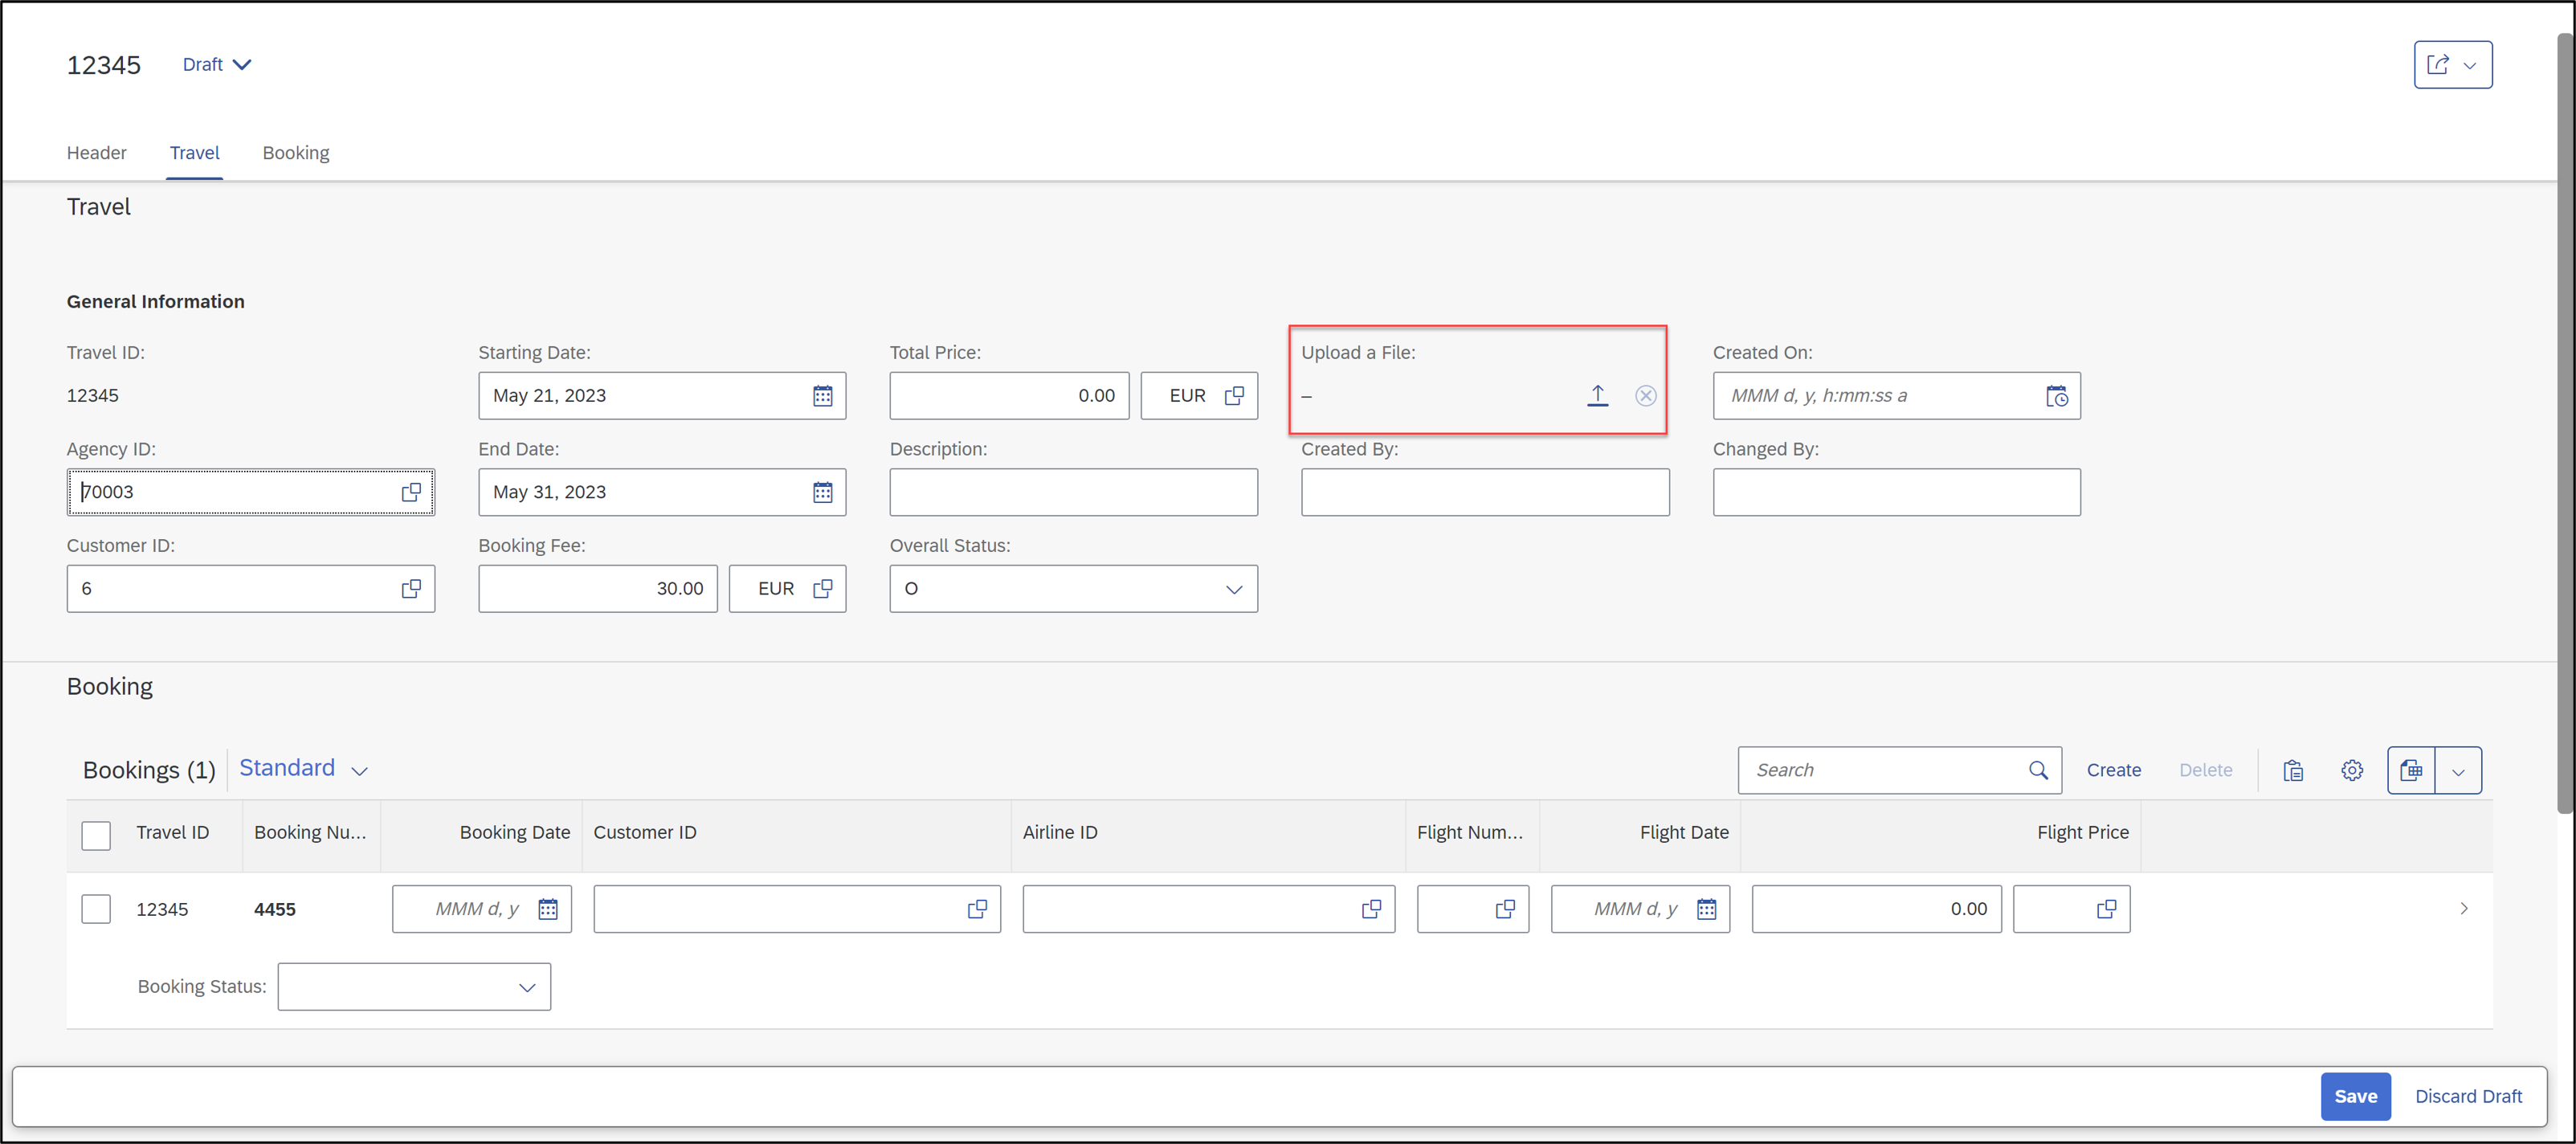 12345 Draft
Header Travel Booking
Travel
General Information
Travel ID: Starting Date: Total Price: Upload a File: Created On:
12345 May 21, 2023 0.00 EUR – MMM d, y, h:mm:ss a
Agency ID: End Date: Description: Created By: Changed By:
70003 May 31, 2023
Customer ID: Booking Fee: Overall Status:
6 30.00 EUR O
Booking
Bookings (1) Standard Search Create Delete
Travel ID Booking Nu... Booking Date Customer ID Airline ID Flight Num... Flight Date Flight Price
12345 4455 MMM d, y MMM d, y 0.00
Booking Status:
Save Discard Draft